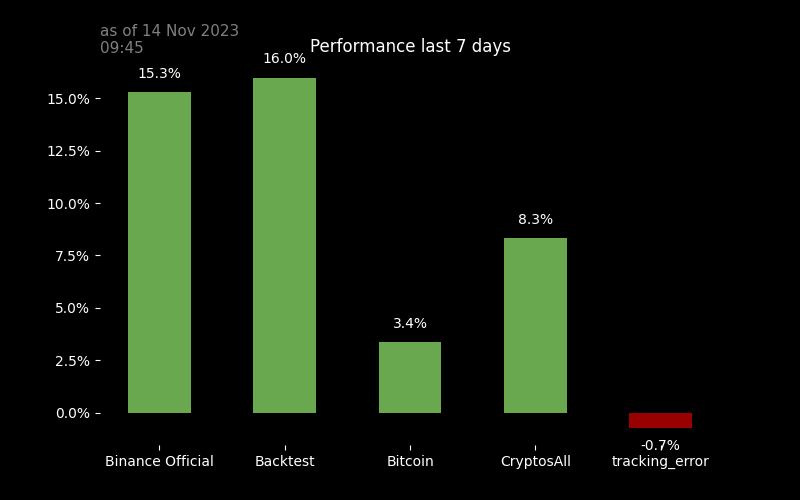 as of 14 Nov 2023
09:45
Performance last 7 days
15.3%
16.0%
3.4%
8.3%
-0.7%
15.0%
12.5%
10.0%
7.5%
5.0%
2.5%
0.0%
Binance Official
Backtest
Bitcoin
CryptosAll
tracking_error